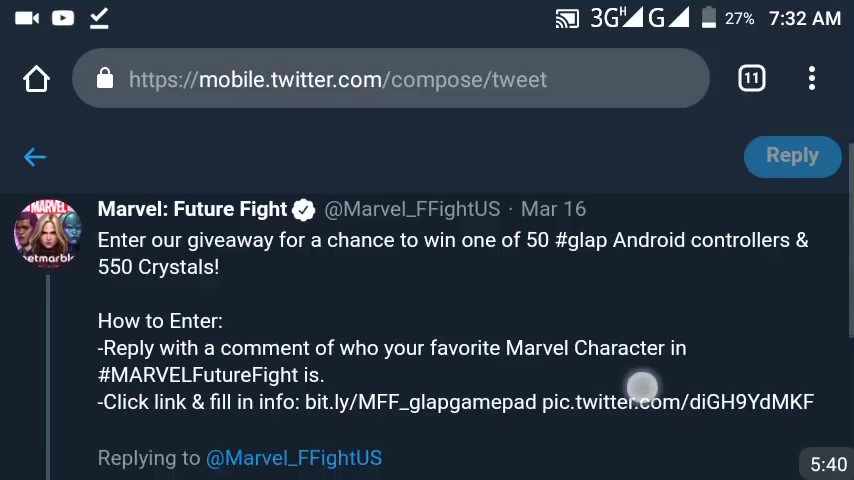 3G H G 27% 7:32 AM
https://mobile.twitter.com/compose/tweet 11
Reply
Marvel: Future Fight @Marvel_FFightUS · Mar 16
Enter our giveaway for a chance to win one of 50 #glap Android controllers &
550 Crystals!
How to Enter:
-Reply with a comment of who your favorite Marvel Character in
#MARVELFutureFight is.
-Click link & fill in info: bit.ly/MFF_glapgamepad pic.twitter.com/diGH9YdMKF
Replying to @Marvel_FFightUS
MARVEL
etmarble
5:40